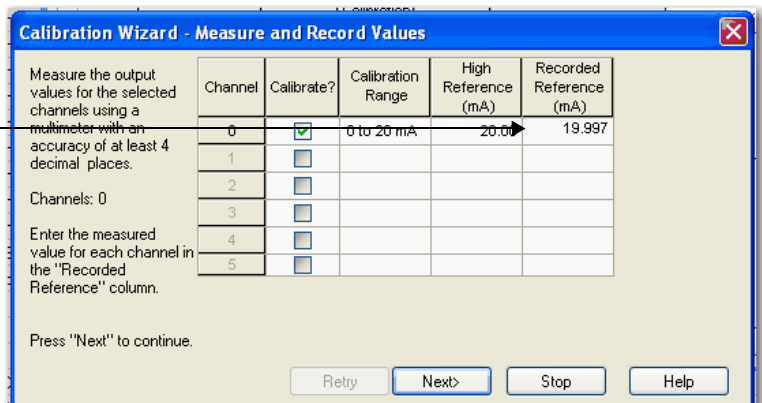 Calibration Wizard - Measure and Record Values
Measure the output
values for the selected
channels using a
multimeter with an
accuracy of at least 4
decimal places.
Channels: 0
Enter the measured
value for each channel in
the "Recorded
Reference" column.
Press "Next" to continue.
Channel Calibrate? Calibration Range High Reference (mA) Recorded Reference (mA)
0 0 to 20 mA 20.00 19.997
1
2
3
4
5
Retry Next> Stop Help